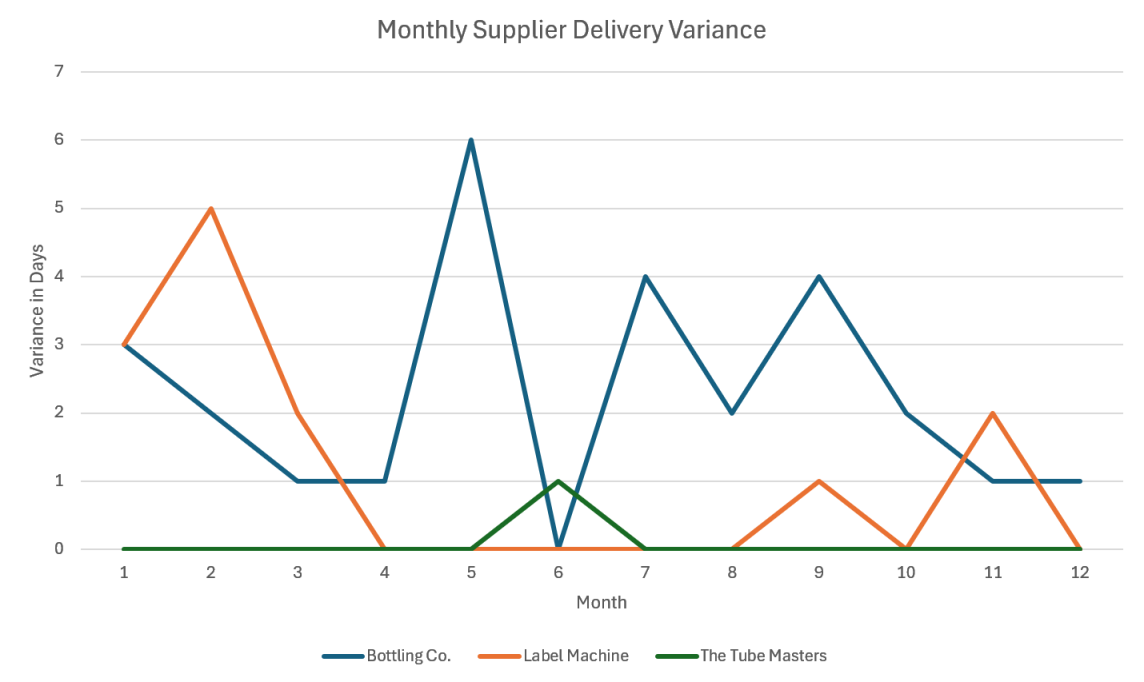 Monthly Supplier Delivery Variance
7
6
5
4
3
2
1
0
Variance in Days
1 2 3 4 5 6 7 8 9 10 11 12
Month
Bottling Co. Label Machine The Tube Masters